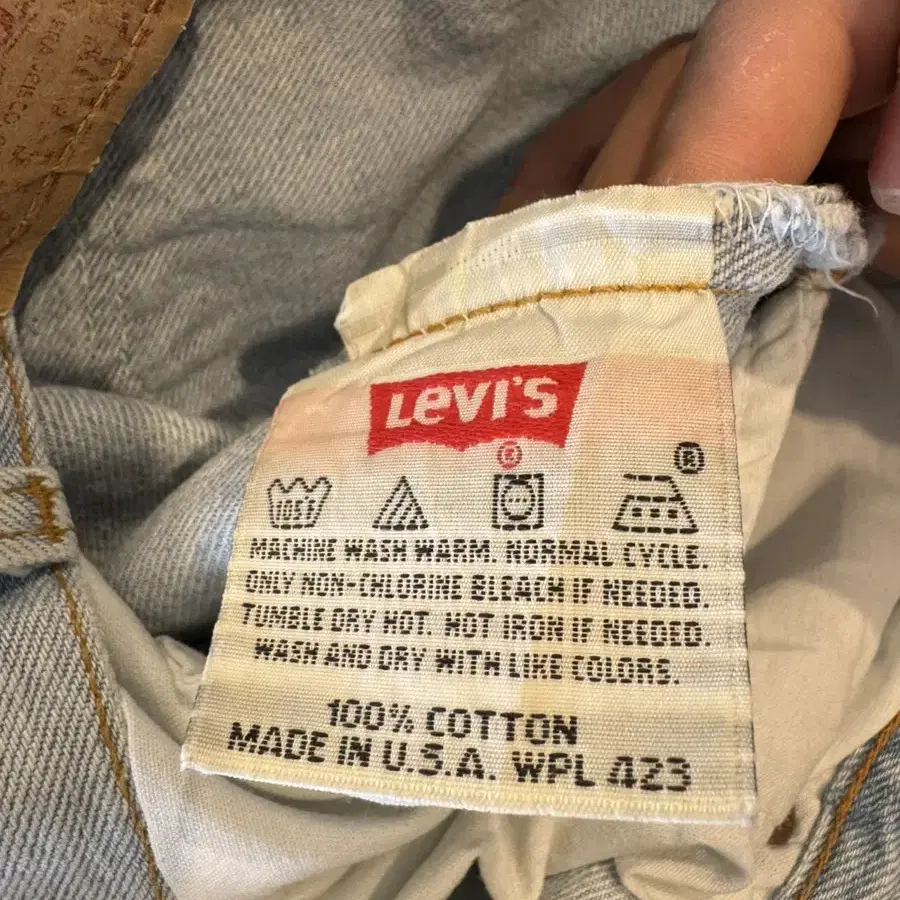 Levi's
®
®
105F
MACHINE WASH WARM. NORMAL CYCLE.
ONLY NON-CHLORINE BLEACH IF NEEDED.
TUMBLE DRY HOT. HOT IRON IF NEEDED.
WASH AND DRY WITH LIKE COLORS.
100% COTTON
MADE IN U.S.A. WPL 423